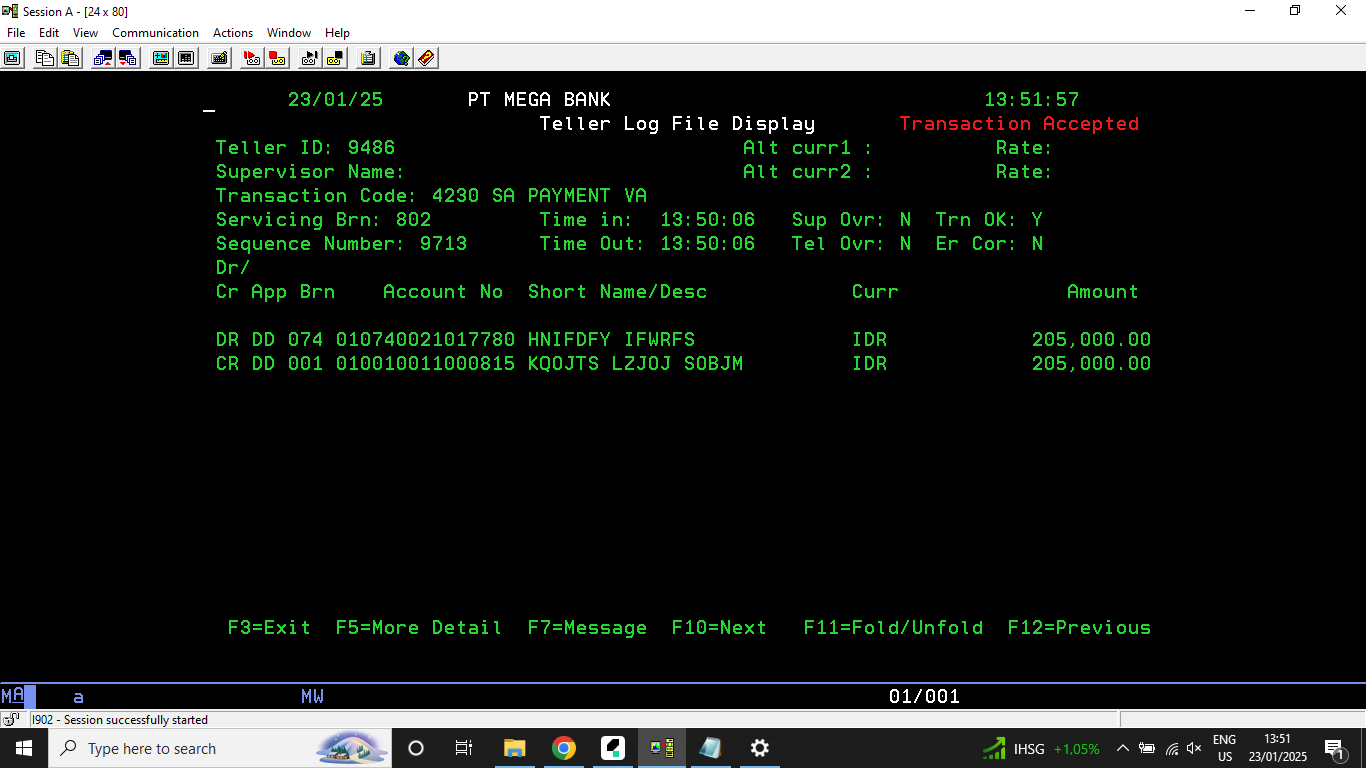 Session A - [24 x 80]
File Edit View Communication Actions Window Help
23/01/25 PT MEGA BANK 13:51:57
Teller Log File Display Transaction Accepted
Teller ID: 9486 Alt curr1 : Rate:
Supervisor Name: Alt curr2 : Rate:
Transaction Code: 4230 SA PAYMENT VA
Servicing Brn: 802 Time in: 13:50:06 Sup Ovr: N Trn OK: Y
Sequence Number: 9713 Time Out: 13:50:06 Tel Ovr: N Er Cor: N
Dr/
Cr App Brn Account No Short Name/Desc Curr Amount
DR DD 074 010740021017780 HNIFDFY IFWRFS IDR 205,000.00
CR DD 001 010010011000815 KQOJTS LZJOJ SOBJM IDR 205,000.00
F3=Exit F5=More Detail F7=Message F10=Next F11=Fold/Unfold F12=Previous
MA a MW 01/001
I902 - Session successfully started
Type here to search IHSG +1,05% ENG 13:51
US 23/01/2025 1